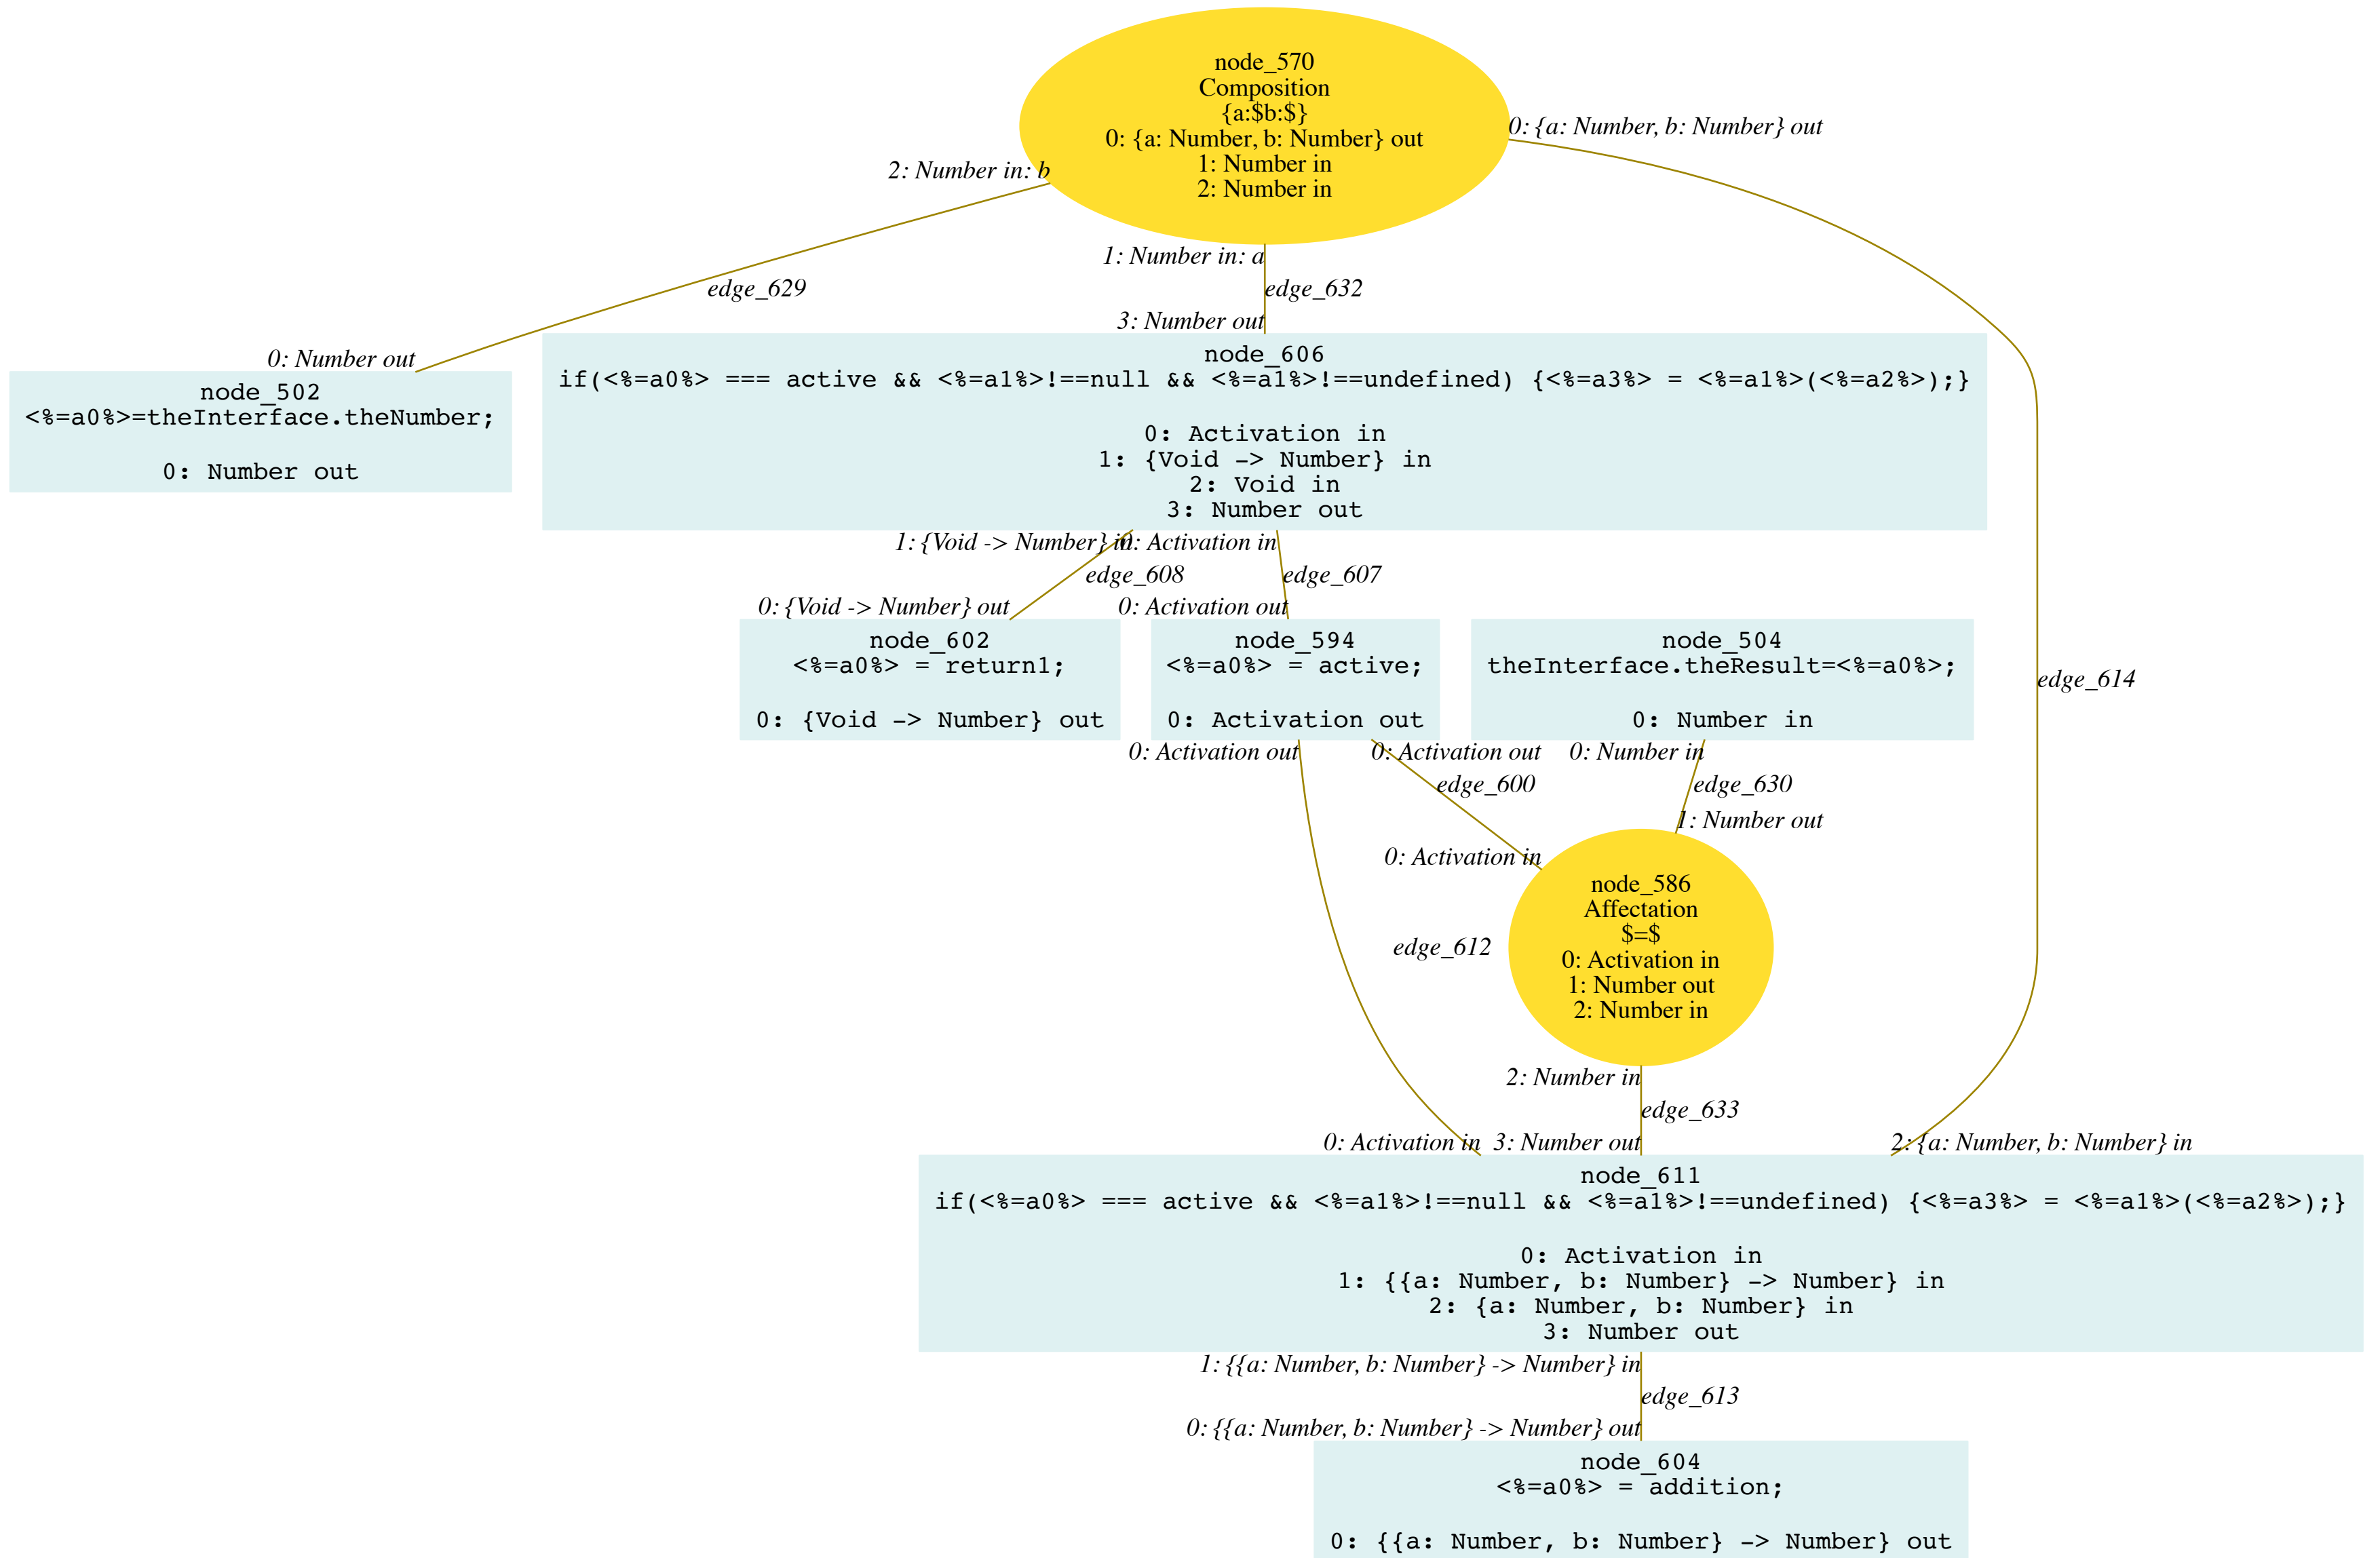 node_570
Composition
{a:$b:$}
0: {a: Number, b: Number} out
1: Number in
2: Number in
0: {a: Number, b: Number} out
2: Number in: b
1: Number in: a
edge_629
edge_632
3: Number out
0: Number out
node_502
<%=a0%>=theInterface.theNumber;
0: Number out
node_606
if(<%=a0%> === active && <%=a1%>!==null && <%=a1%>!==undefined) {<%=a3%> = <%=a1%>(<%=a2%>);}
0: Activation in
1: {Void -> Number} in
2: Void in
3: Number out
1: {Void -> Number} in
0: Activation in
edge_608
edge_607
0: {Void -> Number} out
0: Activation out
node_602
<%=a0%> = return1;
0: {Void -> Number} out
node_594
<%=a0%> = active;
0: Activation out
node_504
theInterface.theResult=<%=a0%>;
0: Number in
edge_614
0: Activation out
0: Activation out
0: Number in
edge_600
edge_630
1: Number out
0: Activation in
node_586
Affectation
$=$
0: Activation in
1: Number out
2: Number in
edge_612
2: Number in
edge_633
0: Activation in
3: Number out
2: {a: Number, b: Number} in
node_611
if(<%=a0%> === active && <%=a1%>!==null && <%=a1%>!==undefined) {<%=a3%> = <%=a1%>(<%=a2%>);}
0: Activation in
1: {{a: Number, b: Number} -> Number} in
2: {a: Number, b: Number} in
3: Number out
1: {{a: Number, b: Number} -> Number} in
edge_613
0: {{a: Number, b: Number} -> Number} out
node_604
<%=a0%> = addition;
0: {{a: Number, b: Number} -> Number} out